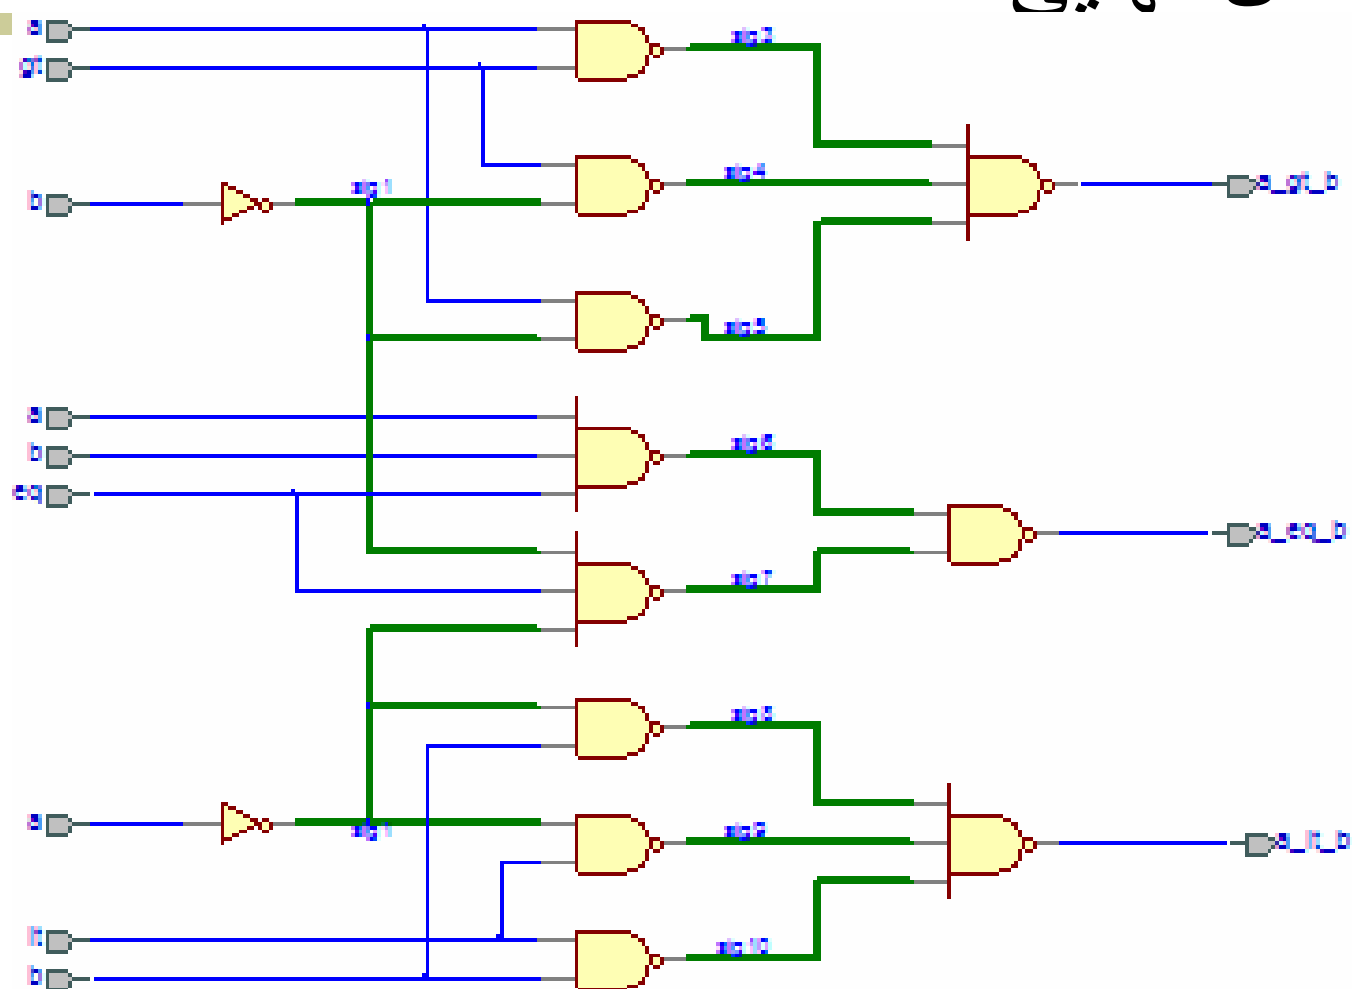 a
sig3
gt
sig4
b
sig1
a_gt_b
sig5
a
b
sig6
eq
a_eq_b
sig7
sig8
a
sig1
sig9
a_lt_b
lt
sig10
b